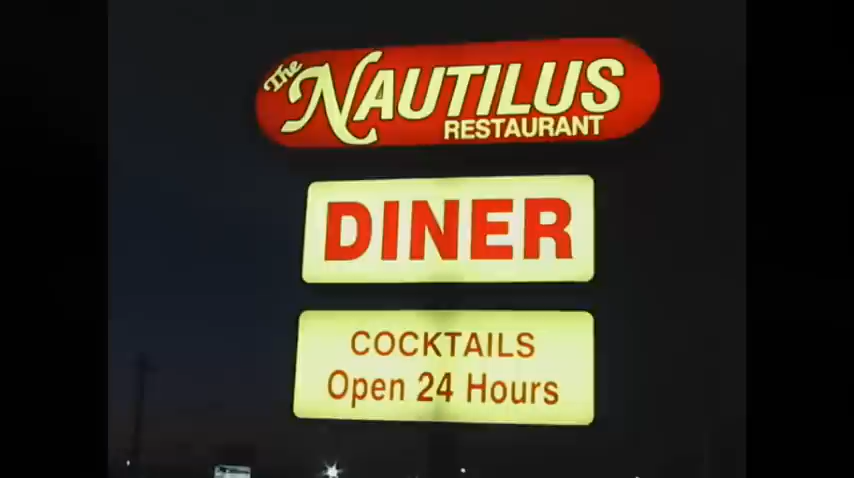 The NAUTILUS
RESTAURANT
DINER
COCKTAILS
Open 24 Hours